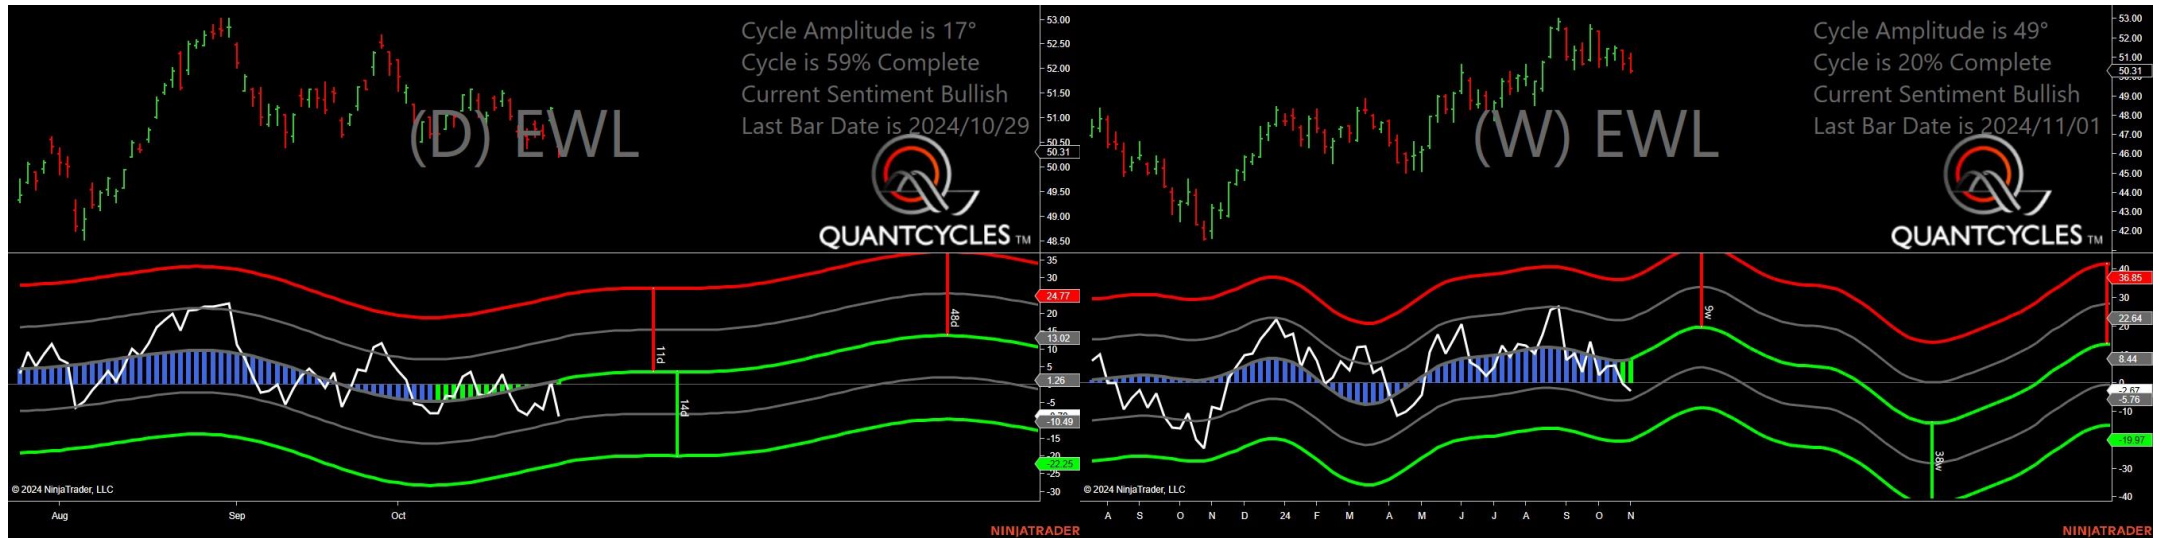 Cycle Amplitude is 17°
Cycle is 59% Complete
Current Sentiment Bullish
Last Bar Date is 2024/10/29
(D) EWL
QUANTCYCLES TM
53.00
52.50
52.00
51.50
51.00
50.50
50.31
50.00
49.50
49.00
48.50
35
30
24.77
20
15
13.02
10
5
1.26
-5
-10.49
-15
-20
-22.25
-25
-30
11d
14d
48d
© 2024 NinjaTrader, LLC
Aug Sep Oct
NINJATRADER
Cycle Amplitude is 49°
Cycle is 20% Complete
Current Sentiment Bullish
Last Bar Date is 2024/11/01
(W) EWL
QUANTCYCLES TM
53.00
52.00
51.00
50.31
49.00
48.00
47.00
46.00
45.00
44.00
43.00
42.00
40
36.85
30
22.64
20
8.44
0
-2.67
-5.76
-10
-19.97
-30
-40
9w
38w
© 2024 NinjaTrader, LLC
A S O N D 24 F M A M J J A S O N
NINJATRADER